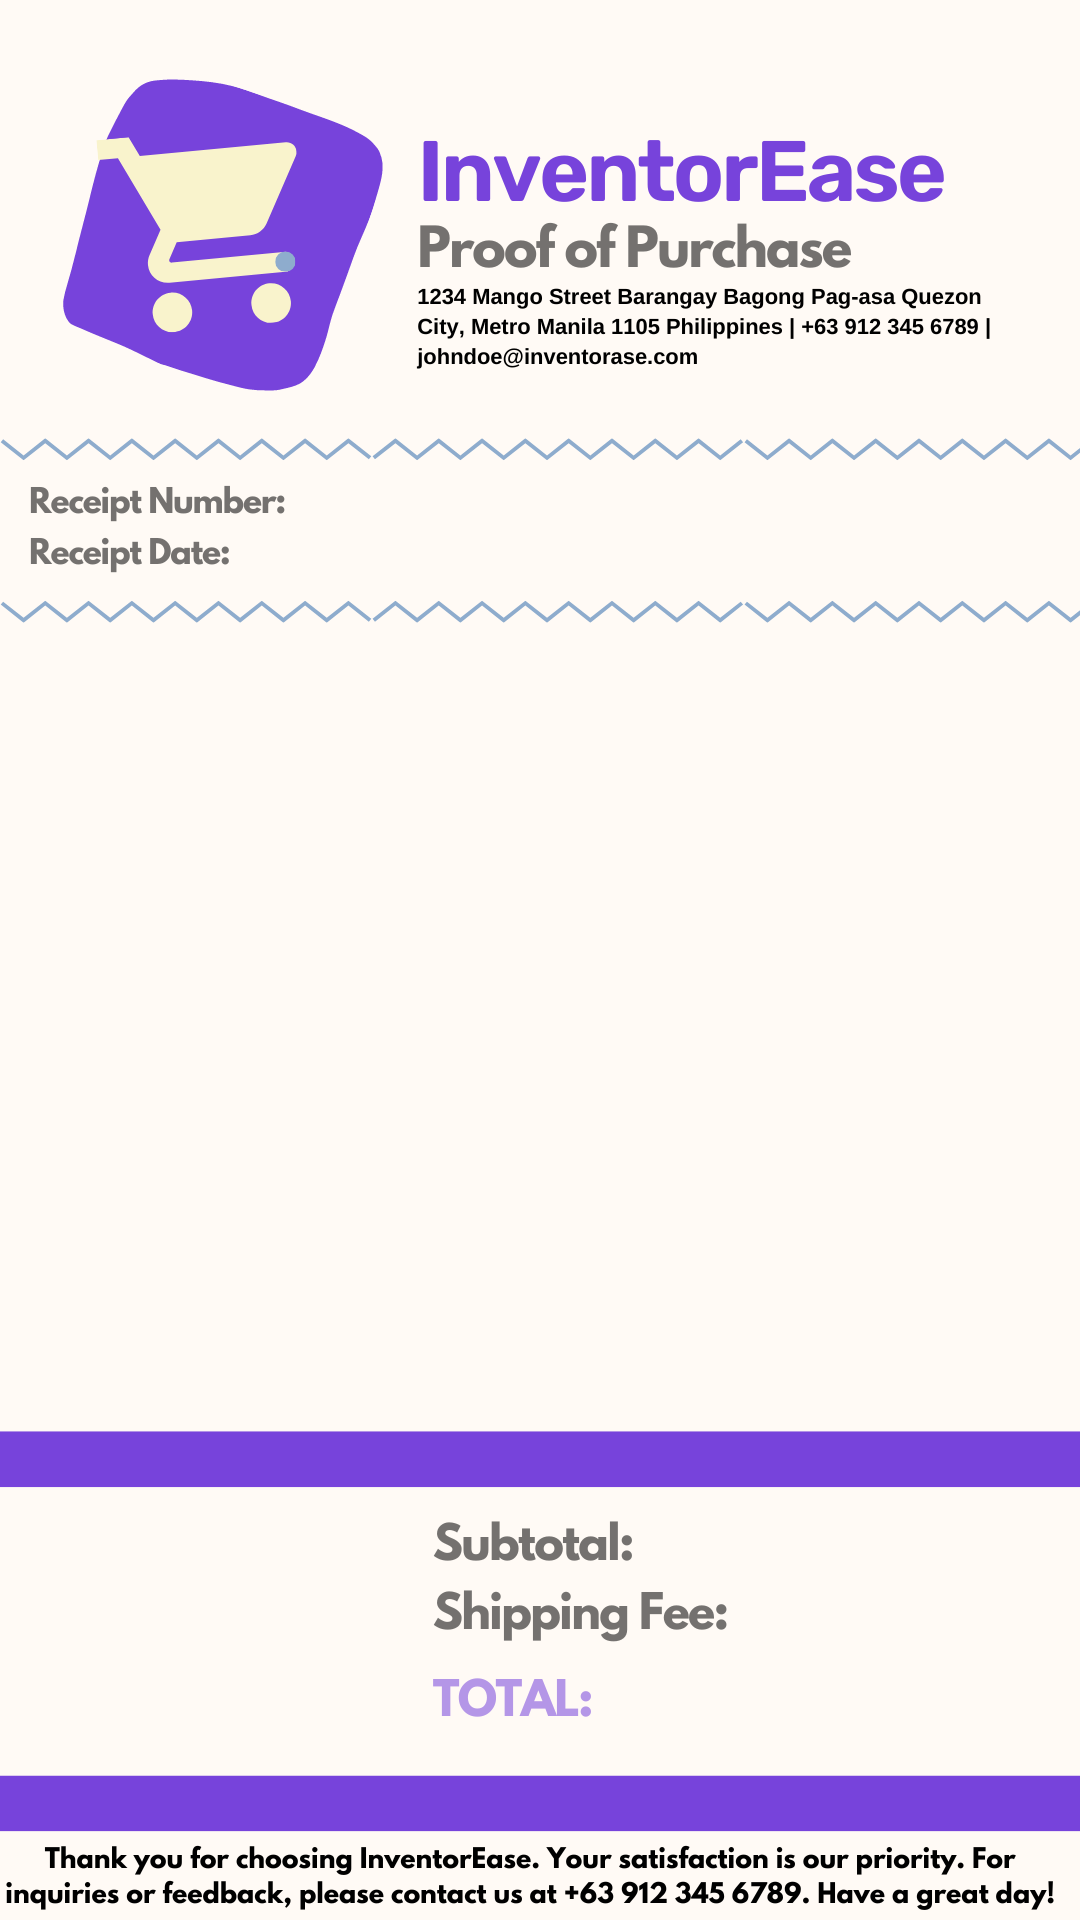 InventorEase
Proof of Purchase
1234 Mango Street Barangay Bagong Pag-asa Quezon
City, Metro Manila 1105 Philippines | +63 912 345 6789 |
johndoe@inventorase.com
Receipt Number:
Receipt Date:
Subtotal:
Shipping Fee:
TOTAL:
Thank you for choosing InventorEase. Your satisfaction is our priority. For
inquiries or feedback, please contact us at +63 912 345 6789. Have a great day!